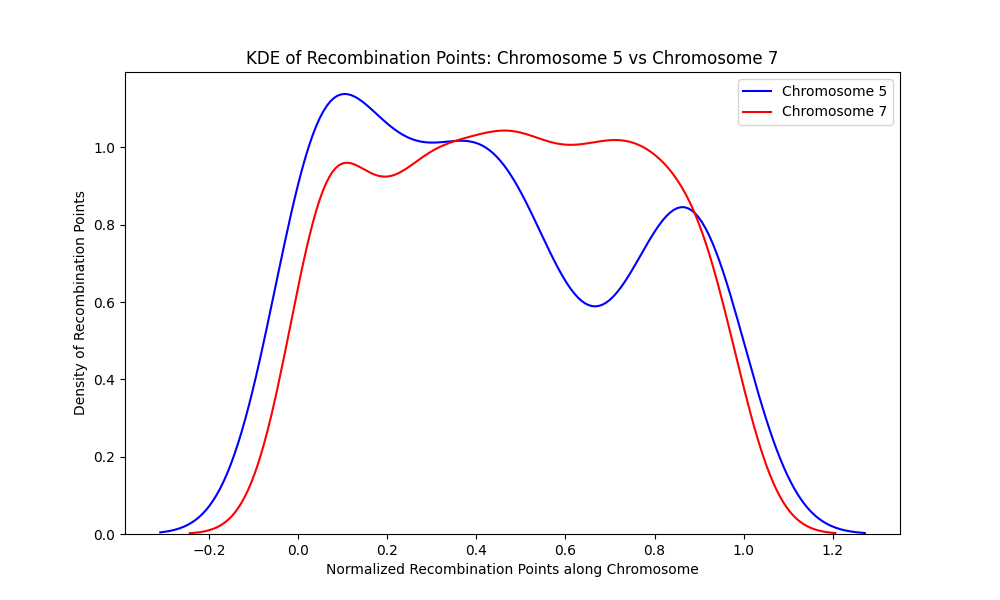 KDE of Recombination Points: Chromosome 5 vs Chromosome 7
Chromosome 5
Chromosome 7
Density of Recombination Points
1.0
0.8
0.6
0.4
0.2
0.0
−0.2
0.0
0.2
0.4
0.6
0.8
1.0
1.2
Normalized Recombination Points along Chromosome